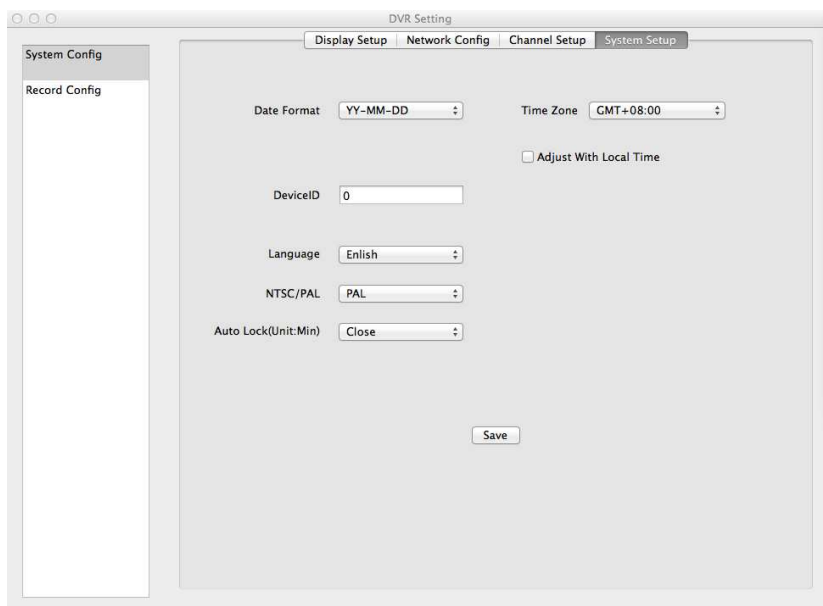 DVR Setting
Display Setup Network Config Channel Setup System Setup
System Config
Record Config
Date Format YY-MM-DD Time Zone GMT+08:00
Adjust With Local Time
DeviceID 0
Language Enlish
NTSC/PAL PAL
Auto Lock(Unit:Min) Close
Save